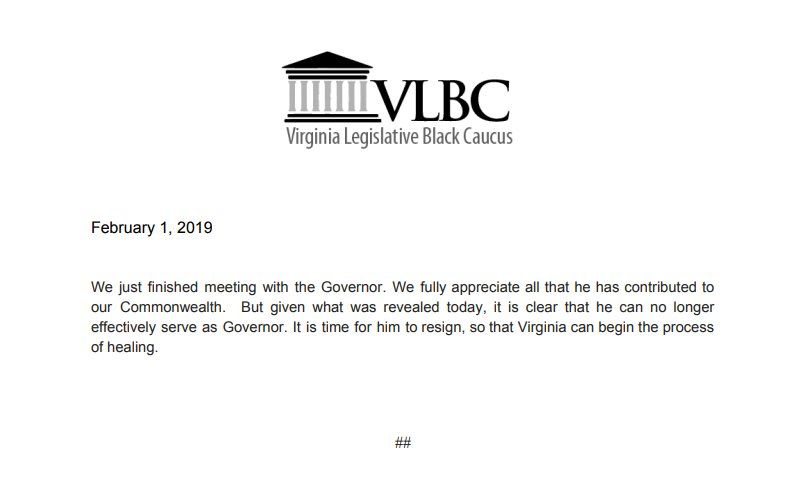 VLBC
Virginia Legislative Black Caucus
February 1, 2019
We just finished meeting with the Governor. We fully appreciate all that he has contributed to
our Commonwealth.  But given what was revealed today, it is clear that he can no longer
effectively serve as Governor. It is time for him to resign, so that Virginia can begin the process
of healing.
##